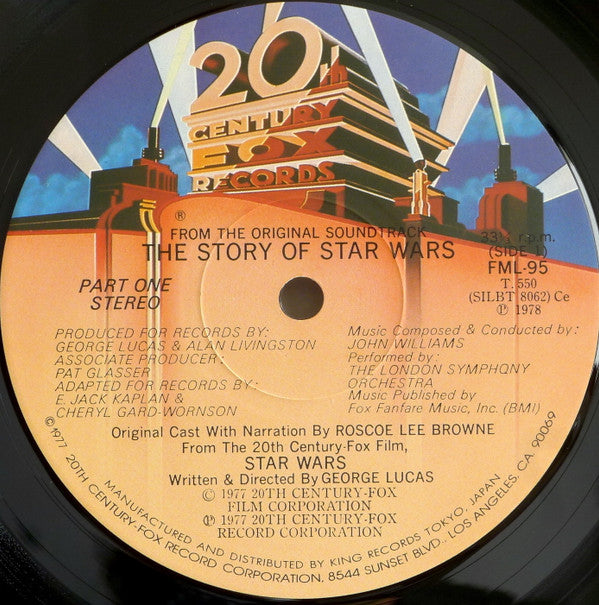 20th
CENTURY
FOX
RECORDS
®
FROM THE ORIGINAL SOUNDTRACK
THE STORY OF STAR WARS
PART ONE
STEREO
33⅓ r.p.m.
(SIDE-1)
FML-95
T. 550
(SILBT 8062) Ce
Ⓟ 1978
PRODUCED FOR RECORDS BY:
GEORGE LUCAS & ALAN LIVINGSTON
ASSOCIATE PRODUCER:
PAT GLASSER
ADAPTED FOR RECORDS BY:
E. JACK KAPLAN &
CHERYL GARD-WORNSON
Music Composed & Conducted by:
JOHN WILLIAMS
Performed by:
THE LONDON SYMPHONY
ORCHESTRA
Music Published by
Fox Fanfare Music, Inc. (BMI)
Original Cast With Narration By ROSCOE LEE BROWNE
From The 20th Century-Fox Film,
STAR WARS
Written & Directed By GEORGE LUCAS
© 1977 20TH CENTURY-FOX
FILM CORPORATION
Ⓟ 1977 20TH CENTURY-FOX
RECORD CORPORATION
MANUFACTURED AND DISTRIBUTED BY KING RECORDS TOKYO, JAPAN
©1977 20TH CENTURY-FOX RECORD CORPORATION. 8544 SUNSET BLVD., LOS ANGELES, CA. 90069